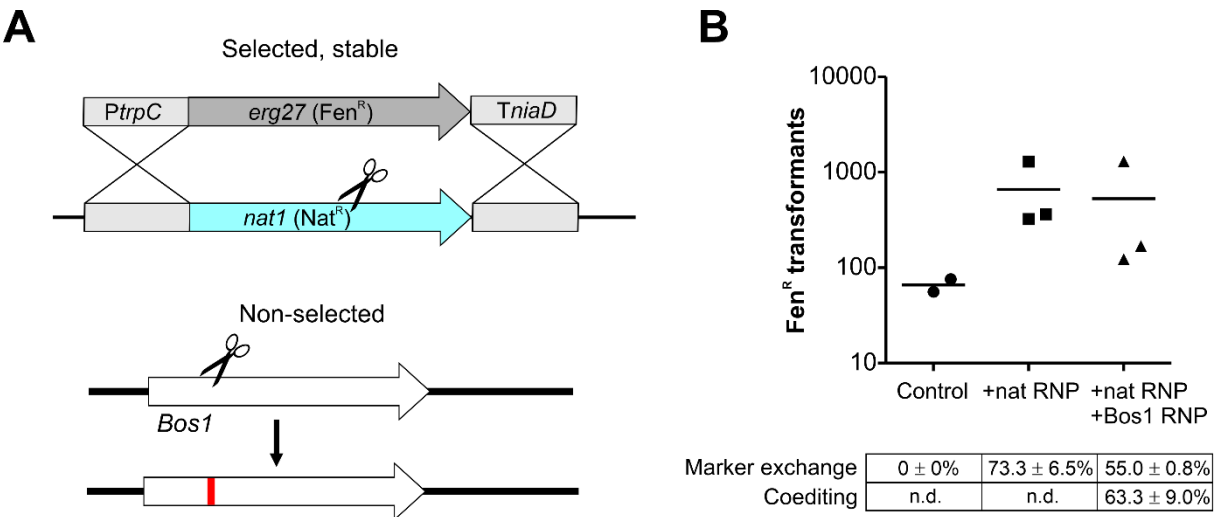 A
Selected, stable
PtrpC
erg27 (Fenᴿ)
TniaD
nat1 (Natᴿ)
Non-selected
Bos1
B
Fenᴿ transformants
10000
1000
100
10
Control
+nat RNP
+nat RNP
+Bos1 RNP
Marker exchange 0 ± 0% 73.3 ± 6.5% 55.0 ± 0.8%
Coediting n.d. n.d. 63.3 ± 9.0%